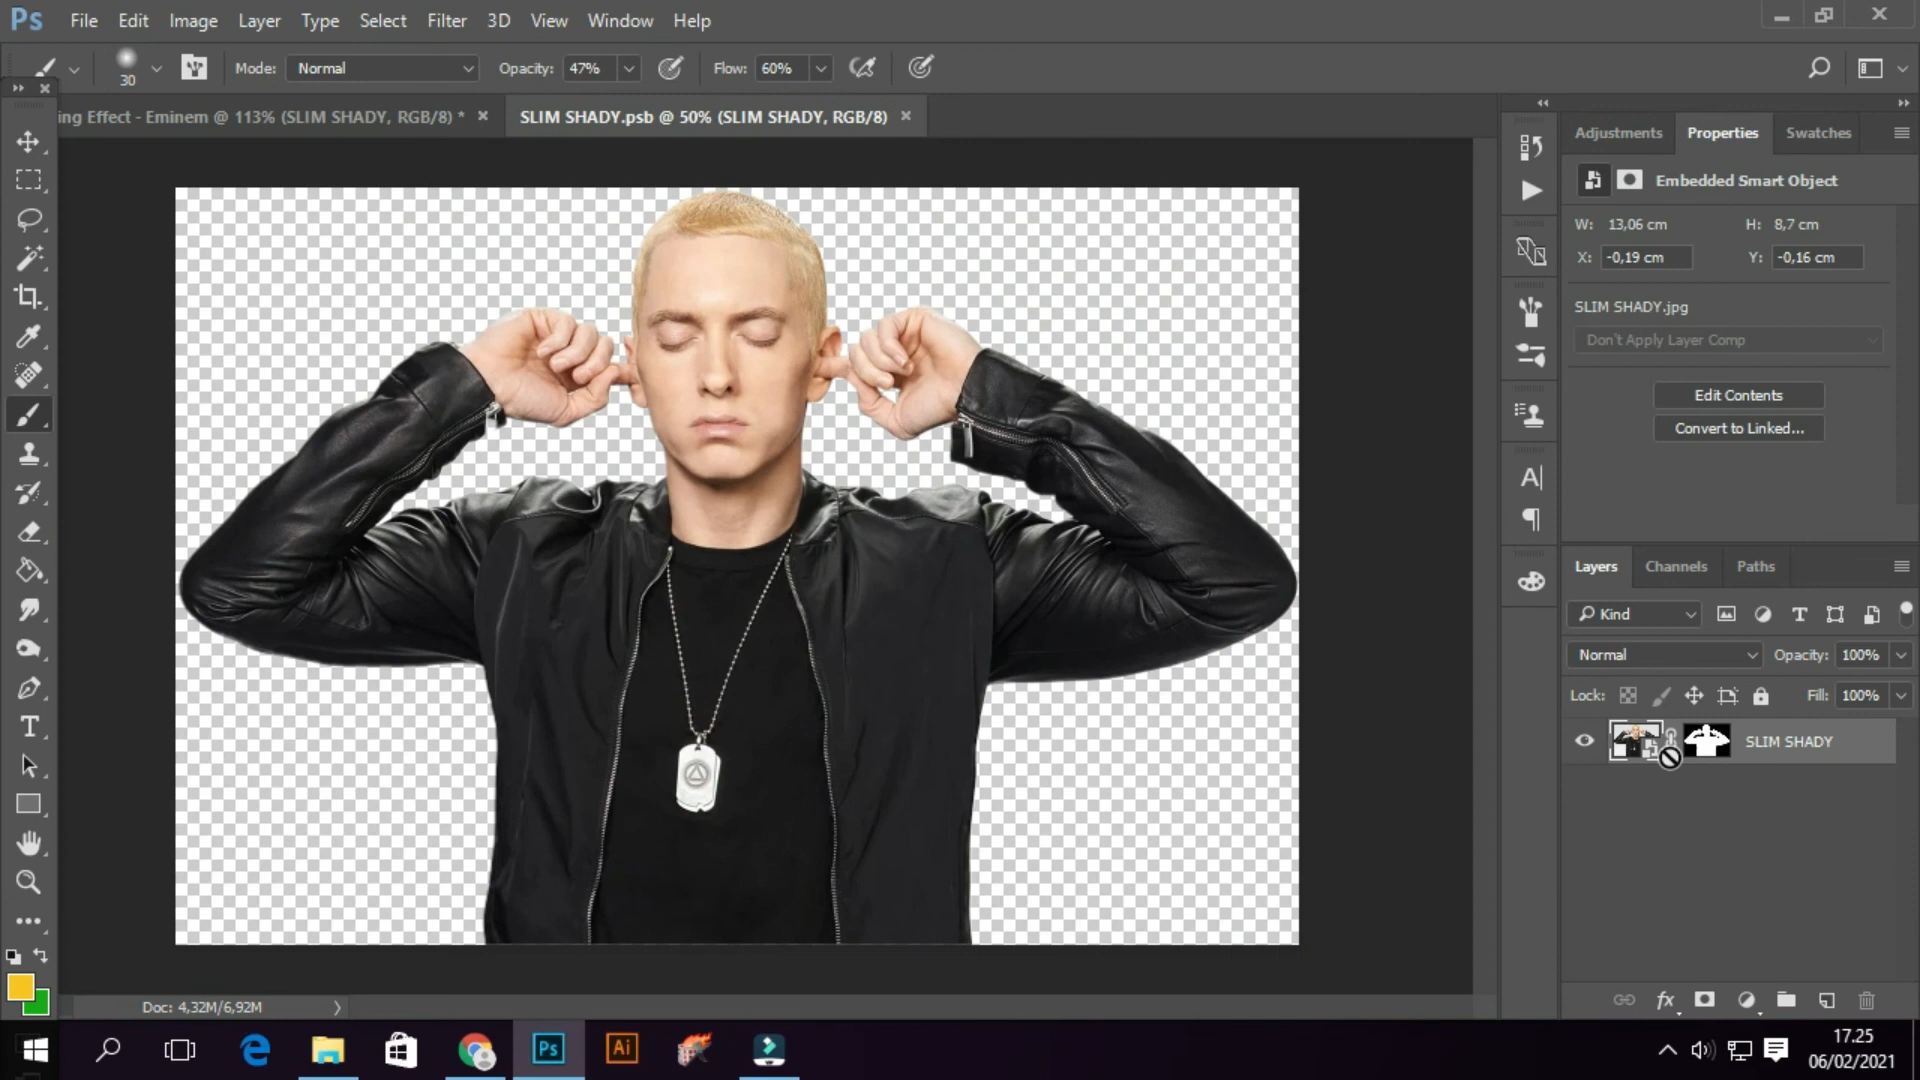 Ps File Edit Image Layer Type Select Filter 3D View Window Help
30 Mode: Normal Opacity: 47% Flow: 60%
ing Effect - Eminem @ 113% (SLIM SHADY, RGB/8) * SLIM SHADY.psb @ 50% (SLIM SHADY, RGB/8)
Adjustments Properties Swatches
Embedded Smart Object
W: 13,06 cm H: 8,7 cm
X: -0,19 cm Y: -0,16 cm
SLIM SHADY.jpg
Don't Apply Layer Comp
Edit Contents
Convert to Linked...
Layers Channels Paths
Kind
Normal Opacity: 100%
Lock: Fill: 100%
SLIM SHADY
Doc: 4,32M/6,92M
Ps Ai
17.25
06/02/2021